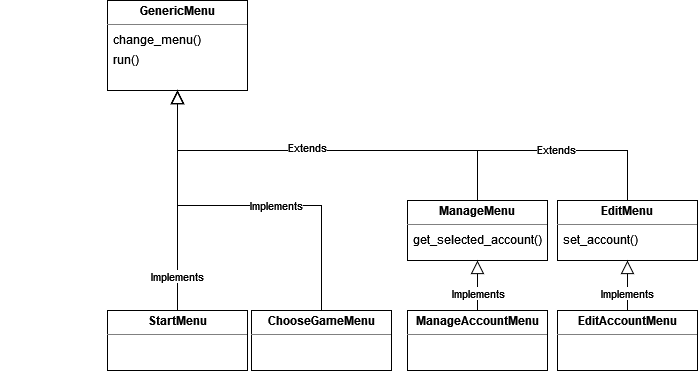 GenericMenu
change_menu()
run()
Extends
Extends
Implements
ManageMenu
EditMenu
get_selected_account()
set_account()
Implements
Implements
Implements
StartMenu
ChooseGameMenu
ManageAccountMenu
EditAccountMenu